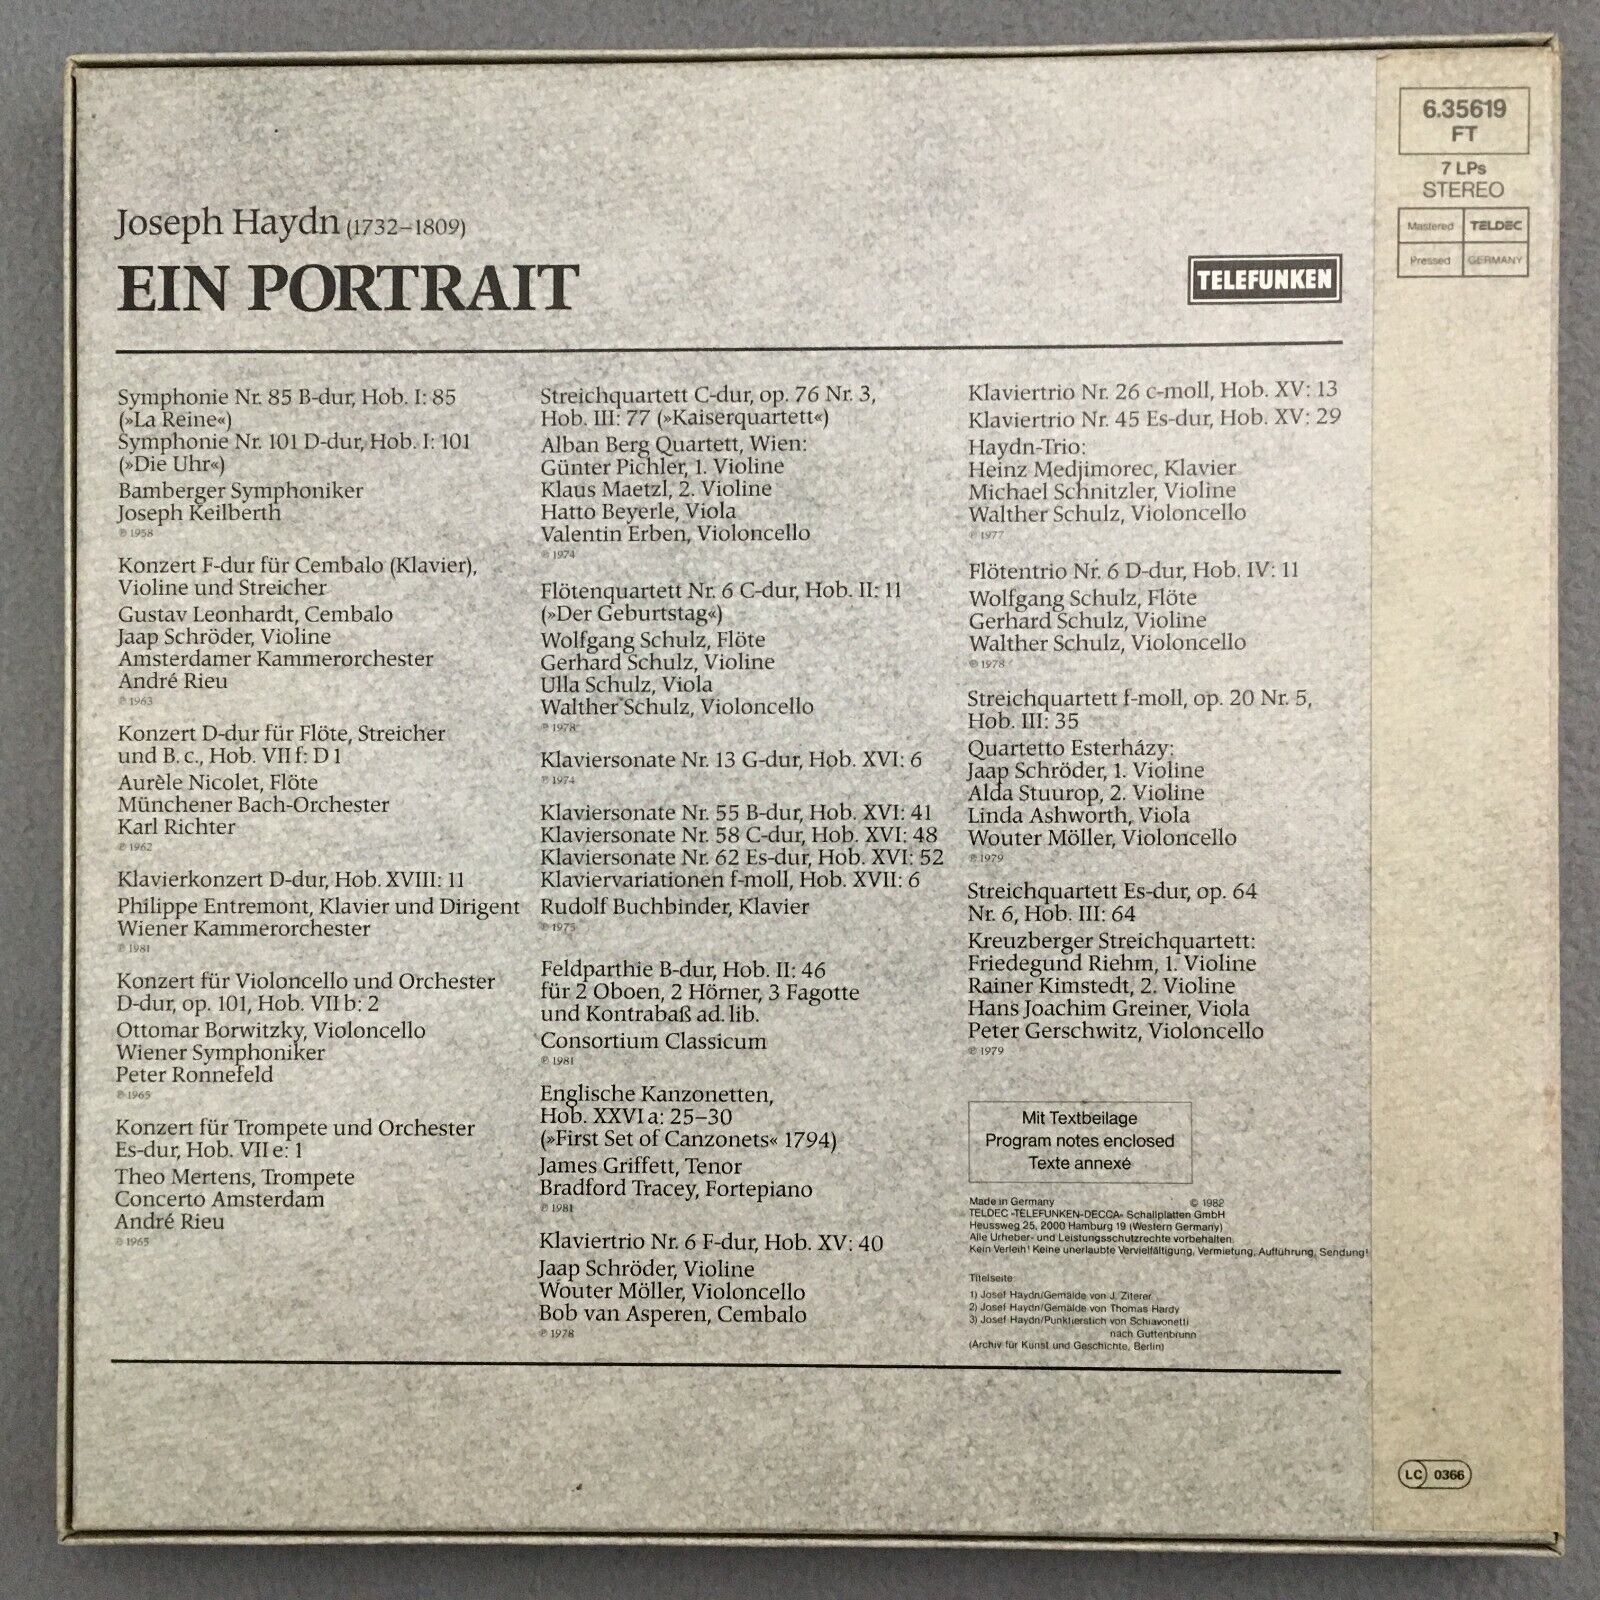 Joseph Haydn (1732–1809)
EIN PORTRAIT
TELEFUNKEN
Symphonie Nr. 85 B-dur, Hob. I: 85
(»La Reine«)
Symphonie Nr. 101 D-dur, Hob. I: 101
(»Die Uhr«)
Bamberger Symphoniker
Joseph Keilberth
℗ 1958
Konzert F-dur für Cembalo (Klavier),
Violine und Streicher
Gustav Leonhardt, Cembalo
Jaap Schröder, Violine
Amsterdamer Kammerorchester
André Rieu
℗ 1963
Konzert D-dur für Flöte, Streicher
und B. c., Hob. VII f: D 1
Aurèle Nicolet, Flöte
Münchener Bach-Orchester
Karl Richter
℗ 1962
Klavierkonzert D-dur, Hob. XVIII: 11
Philippe Entremont, Klavier und Dirigent
Wiener Kammerorchester
℗ 1981
Konzert für Violoncello und Orchester
D-dur, op. 101, Hob. VII b: 2
Ottomar Borwitzky, Violoncello
Wiener Symphoniker
Peter Ronnefeld
℗ 1965
Konzert für Trompete und Orchester
Es-dur, Hob. VII e: 1
Theo Mertens, Trompete
Concerto Amsterdam
André Rieu
℗ 1965
Streichquartett C-dur, op. 76 Nr. 3,
Hob. III: 77 (»Kaiserquartett«)
Alban Berg Quartett, Wien:
Günter Pichler, 1. Violine
Klaus Maetzl, 2. Violine
Hatto Beyerle, Viola
Valentin Erben, Violoncello
℗ 1974
Flötenquartett Nr. 6 C-dur, Hob. II: 11
(»Der Geburtstag«)
Wolfgang Schulz, Flöte
Gerhard Schulz, Violine
Ulla Schulz, Viola
Walther Schulz, Violoncello
℗ 1978
Klaviersonate Nr. 13 G-dur, Hob. XVI: 6
℗ 1974
Klaviersonate Nr. 55 B-dur, Hob. XVI: 41
Klaviersonate Nr. 58 C-dur, Hob. XVI: 48
Klaviersonate Nr. 62 Es-dur, Hob. XVI: 52
Klaviervariationen f-moll, Hob. XVII: 6
Rudolf Buchbinder, Klavier
℗ 1975
Feldparthie B-dur, Hob. II: 46
für 2 Oboen, 2 Hörner, 3 Fagotte
und Kontrabaß ad. lib.
Consortium Classicum
℗ 1981
Englische Kanzonetten,
Hob. XXVI a: 25–30
(»First Set of Canzonets« 1794)
James Griffett, Tenor
Bradford Tracey, Fortepiano
℗ 1981
Klaviertrio Nr. 6 F-dur, Hob. XV: 40
Jaap Schröder, Violine
Wouter Möller, Violoncello
Bob van Asperen, Cembalo
℗ 1978
Klaviertrio Nr. 26 c-moll, Hob. XV: 13
Klaviertrio Nr. 45 Es-dur, Hob. XV: 29
Haydn-Trio:
Heinz Medjimorec, Klavier
Michael Schnitzler, Violine
Walther Schulz, Violoncello
℗ 1977
Flötentrio Nr. 6 D-dur, Hob. IV: 11
Wolfgang Schulz, Flöte
Gerhard Schulz, Violine
Walther Schulz, Violoncello
℗ 1978
Streichquartett f-moll, op. 20 Nr. 5,
Hob. III: 35
Quartetto Esterházy:
Jaap Schröder, 1. Violine
Alda Stuurop, 2. Violine
Linda Ashworth, Viola
Wouter Möller, Violoncello
℗ 1979
Streichquartett Es-dur, op. 64
Nr. 6, Hob. III: 64
Kreuzberger Streichquartett:
Friedegund Riehm, 1. Violine
Rainer Kimstedt, 2. Violine
Hans Joachim Greiner, Viola
Peter Gerschwitz, Violoncello
℗ 1979
Mit Textbeilage
Program notes enclosed
Texte annexé
Made in Germany © 1982
TELDEC »TELEFUNKEN-DECCA« Schallplatten GmbH
Heussweg 25, 2000 Hamburg 19 (Western Germany)
Alle Urheber- und Leistungsschutzrechte vorbehalten.
Kein Verleih! Keine unerlaubte Vervielfältigung, Vermietung, Aufführung, Sendung!
Titelseite:
1) Josef Haydn/Gemälde von J. Ziterer
2) Josef Haydn/Gemälde von Thomas Hardy
3) Josef Haydn/Punktierstich von Schiavonetti
nach Guttenbrunn
(Archiv für Kunst und Geschichte, Berlin)
6.35619
FT
7 LPs
STEREO
Mastered TELDEC
Pressed GERMANY
LC 0366